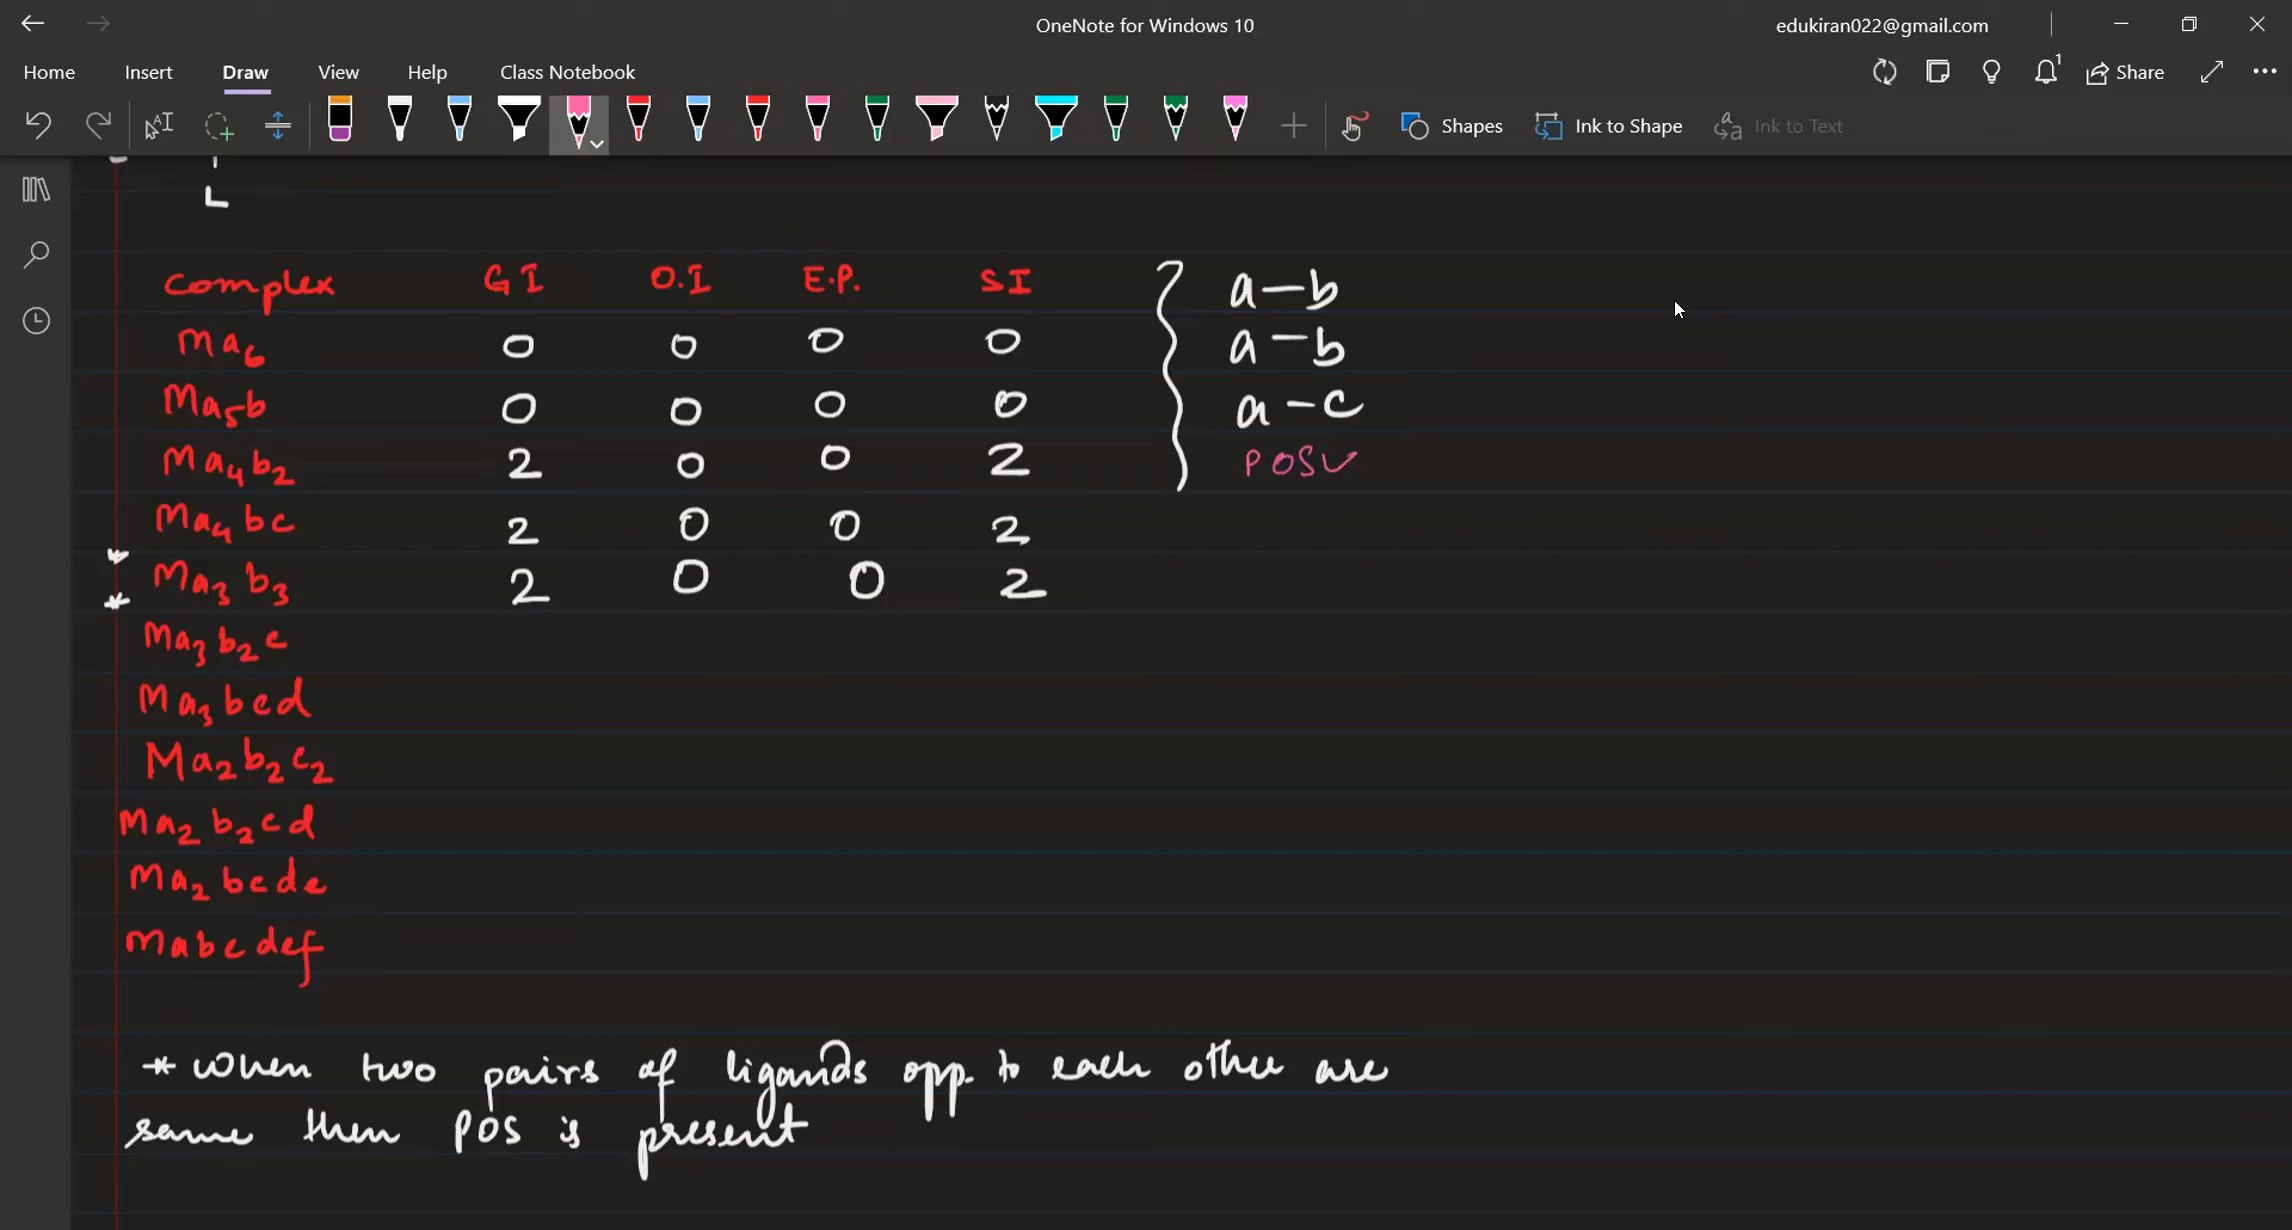 OneNote for Windows 10
edukiran022@gmail.com
Home Insert Draw View Help Class Notebook
1
Share
Shapes Ink to Shape Ink to Text
L
complex GI O.I E.P. SI
Ma6 0 0 0 0
Ma5b 0 0 0 0
Ma4b2 2 0 0 2
Ma4bc 2 0 0 2
* Ma3b3 2 0 0 2
*
Ma3b2c
Ma3bcd
Ma2b2c2
Ma2b2cd
Ma2bcde
Mabcdef
a-b
a-b
a-c
POS✓
* when two pairs of ligands opp. to each other are
same then POS is present